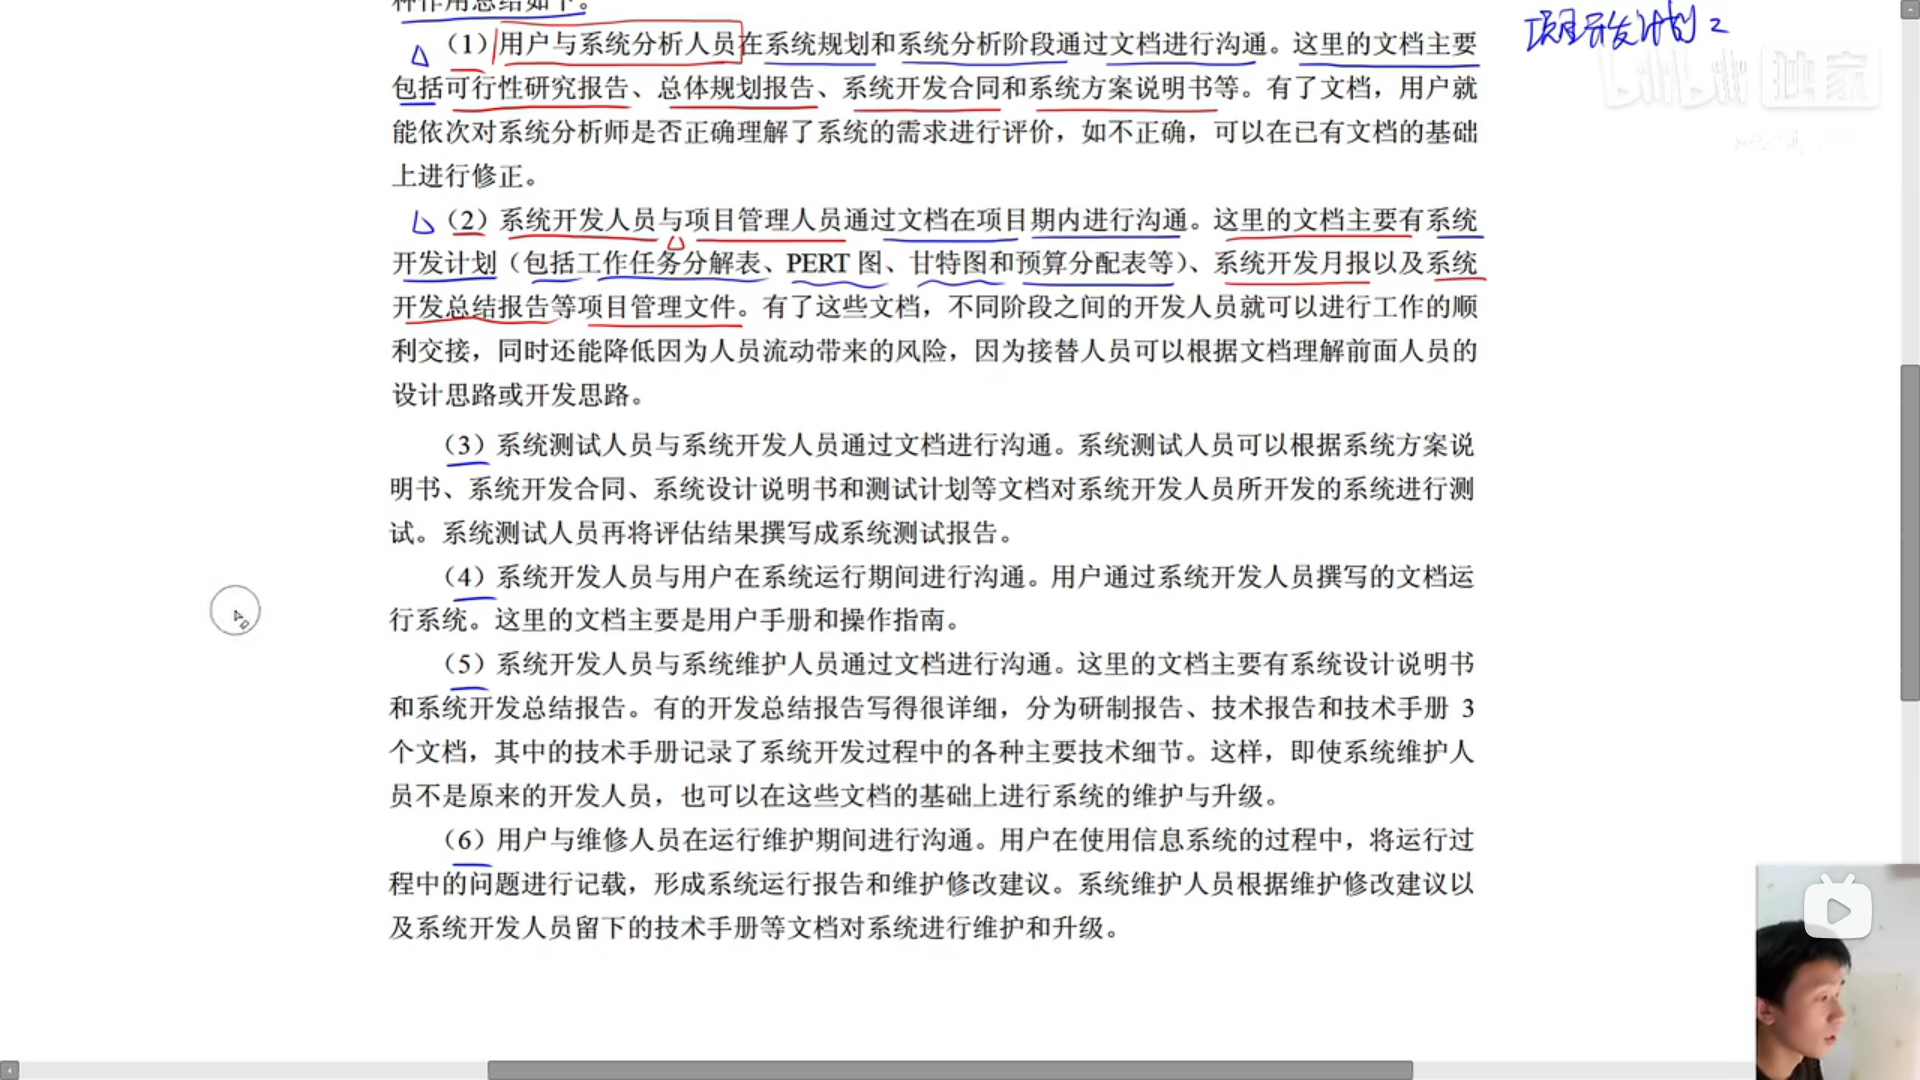 种作用总结如下。
（1）用户与系统分析人员在系统规划和系统分析阶段通过文档进行沟通。这里的文档主要
包括可行性研究报告、总体规划报告、系统开发合同和系统方案说明书等。有了文档，用户就
能依次对系统分析师是否正确理解了系统的需求进行评价，如不正确，可以在已有文档的基础
上进行修正。
（2）系统开发人员与项目管理人员通过文档在项目期内进行沟通。这里的文档主要有系统
开发计划（包括工作任务分解表、PERT 图、甘特图和预算分配表等）、系统开发月报以及系统
开发总结报告等项目管理文件。有了这些文档，不同阶段之间的开发人员就可以进行工作的顺
利交接，同时还能降低因为人员流动带来的风险，因为接替人员可以根据文档理解前面人员的
设计思路或开发思路。
（3）系统测试人员与系统开发人员通过文档进行沟通。系统测试人员可以根据系统方案说
明书、系统开发合同、系统设计说明书和测试计划等文档对系统开发人员所开发的系统进行测
试。系统测试人员再将评估结果撰写成系统测试报告。
（4）系统开发人员与用户在系统运行期间进行沟通。用户通过系统开发人员撰写的文档运
行系统。这里的文档主要是用户手册和操作指南。
（5）系统开发人员与系统维护人员通过文档进行沟通。这里的文档主要有系统设计说明书
和系统开发总结报告。有的开发总结报告写得很详细，分为研制报告、技术报告和技术手册 3
个文档，其中的技术手册记录了系统开发过程中的各种主要技术细节。这样，即使系统维护人
员不是原来的开发人员，也可以在这些文档的基础上进行系统的维护与升级。
（6）用户与维修人员在运行维护期间进行沟通。用户在使用信息系统的过程中，将运行过
程中的问题进行记载，形成系统运行报告和维护修改建议。系统维护人员根据维护修改建议以
及系统开发人员留下的技术手册等文档对系统进行维护和升级。
项目开发计划
bilibili 独家